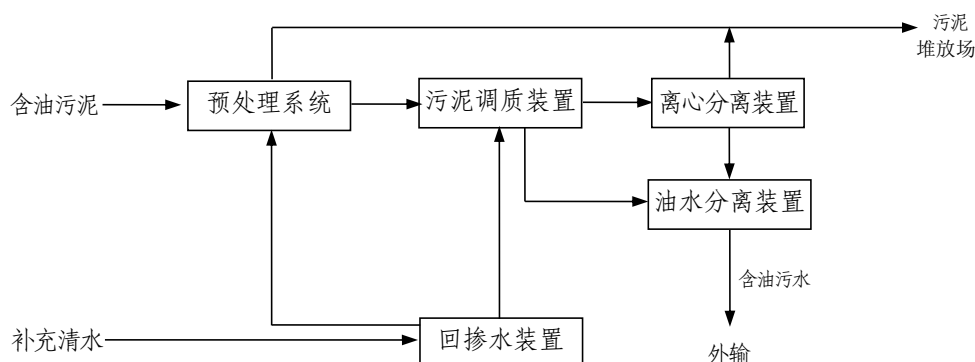 污泥
堆放场
含油污泥
预处理系统
污泥调质装置
离心分离装置
油水分离装置
含油污水
补充清水
回掺水装置
外输